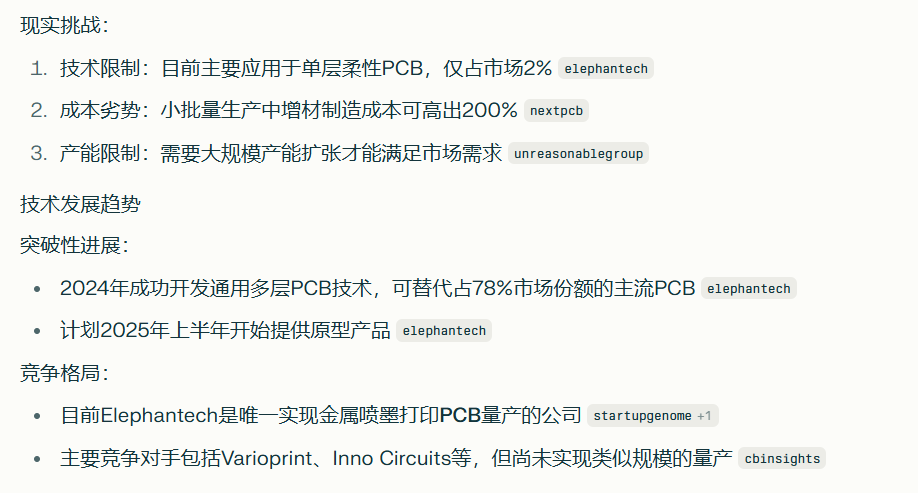 现实挑战：
1. 技术限制：目前主要应用于单层柔性PCB，仅占市场2% elephantech
2. 成本劣势：小批量生产中增材制造成本可高出200% nextpcb
3. 产能限制：需要大规模产能扩张才能满足市场需求 unreasonablegroup
技术发展趋势
突破性进展：
• 2024年成功开发通用多层PCB技术，可替代占78%市场份额的主流PCB elephantech
• 计划2025年上半年开始提供原型产品 elephantech
竞争格局：
• 目前Elephantech是唯一实现金属喷墨打印PCB量产的公司 startupgenome +1
• 主要竞争对手包括Varioprint、Inno Circuits等，但尚未实现类似规模的量产 cbinsights